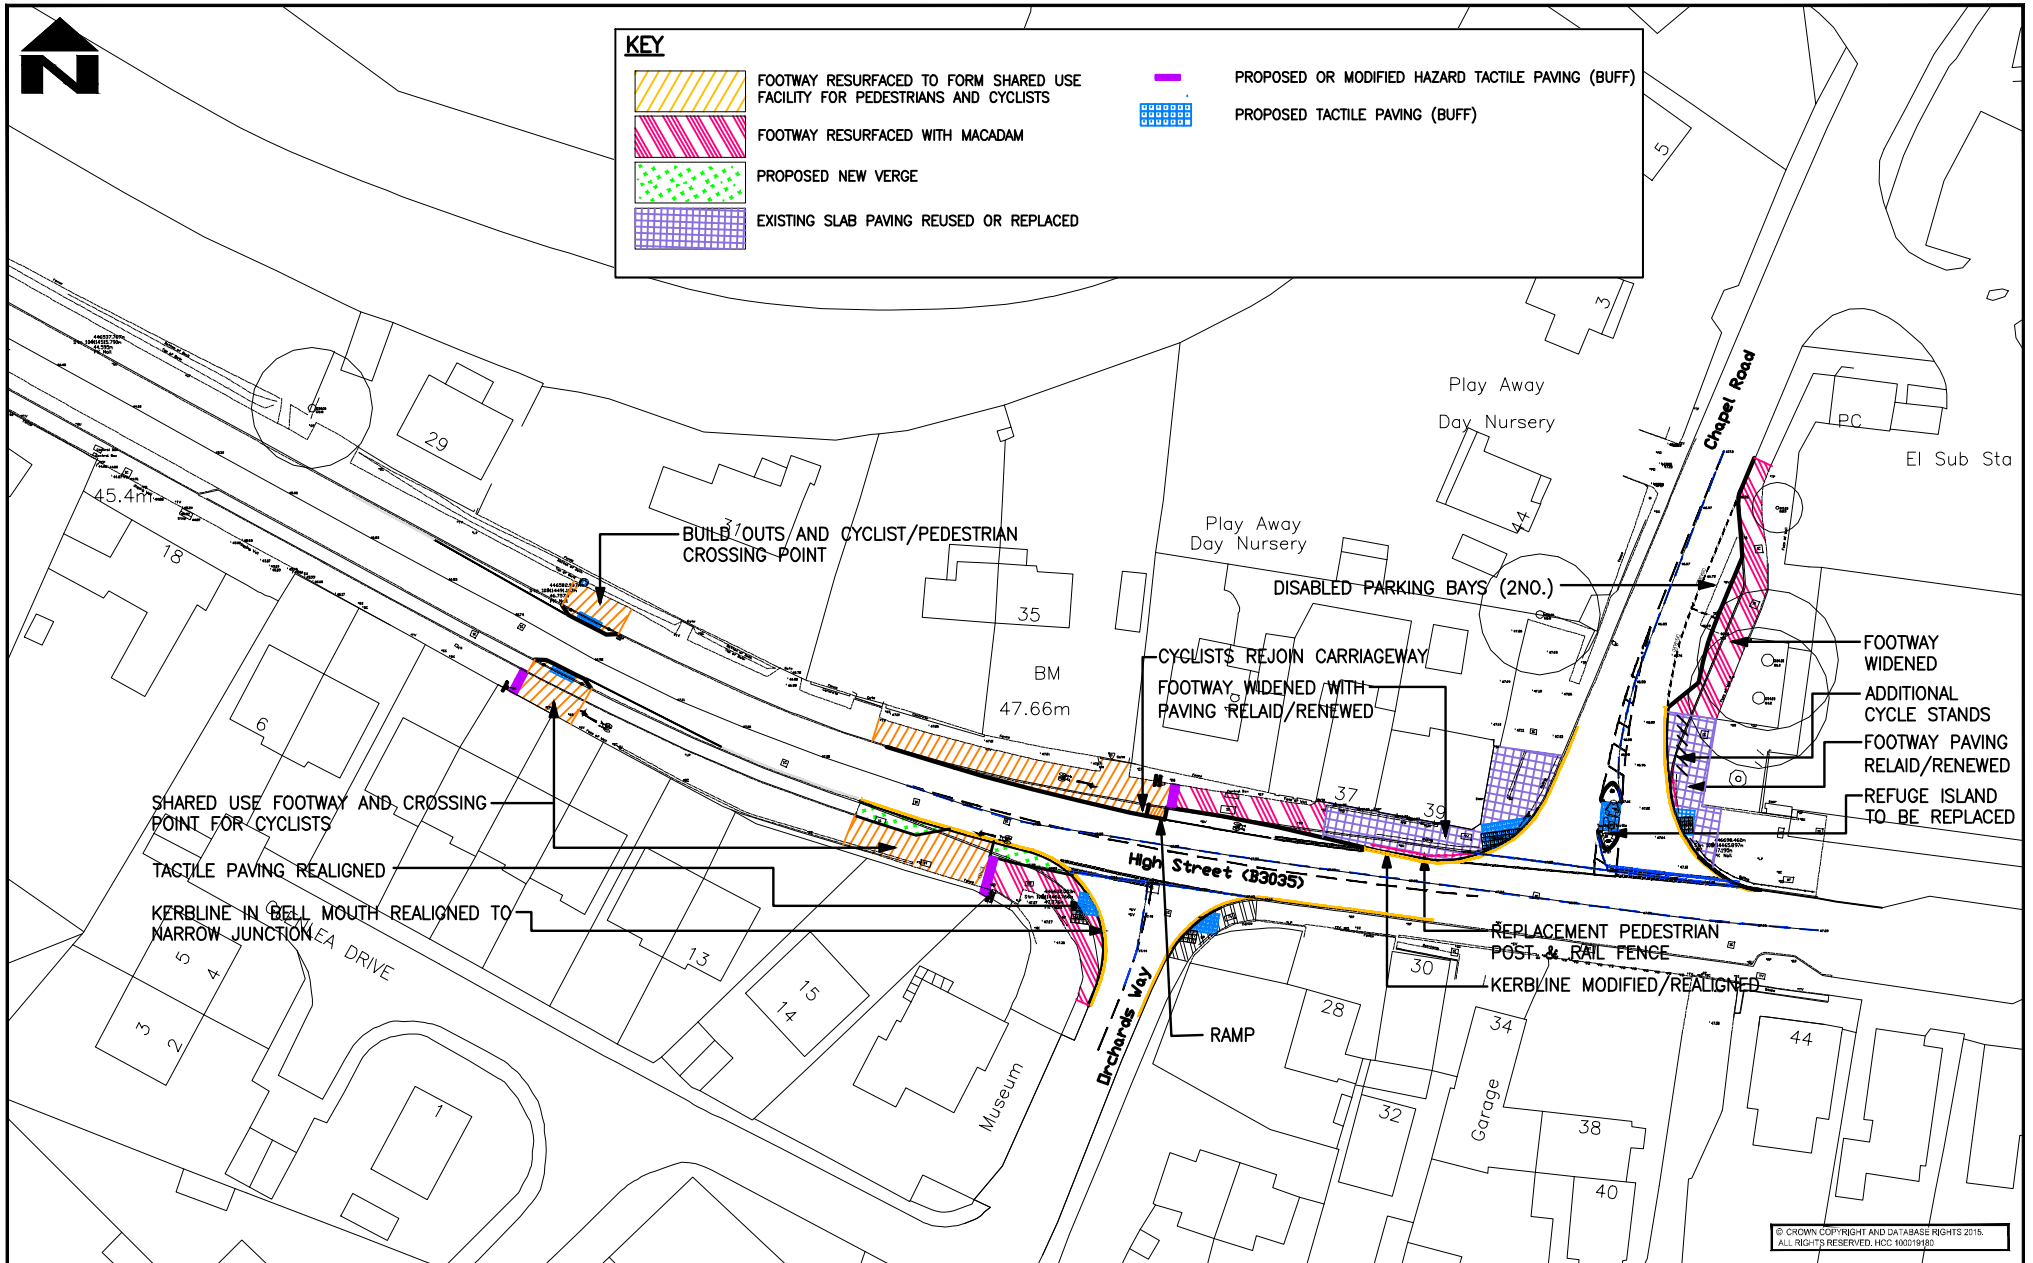 N
KEY
FOOTWAY RESURFACED TO FORM SHARED USE
FACILITY FOR PEDESTRIANS AND CYCLISTS
FOOTWAY RESURFACED WITH MACADAM
PROPOSED NEW VERGE
EXISTING SLAB PAVING REUSED OR REPLACED
PROPOSED OR MODIFIED HAZARD TACTILE PAVING (BUFF)
PROPOSED TACTILE PAVING (BUFF)
5
3
Chapel Road
Play Away
Day Nursery
PC
El Sub Sta
29
45.4m
18
31
BUILD OUTS AND CYCLIST/PEDESTRIAN
CROSSING POINT
Play Away
Day Nursery
44
35
DISABLED PARKING BAYS (2NO.)
BM
47.66m
CYCLISTS REJOIN CARRIAGEWAY
FOOTWAY WIDENED WITH
PAVING RELAID/RENEWED
FOOTWAY
WIDENED
ADDITIONAL
CYCLE STANDS
FOOTWAY PAVING
RELAID/RENEWED
REFUGE ISLAND
TO BE REPLACED
6
37
39
SHARED USE FOOTWAY AND CROSSING
POINT FOR CYCLISTS
TACTILE PAVING REALIGNED
KERBLINE IN BELL MOUTH REALIGNED TO
NARROW JUNCTION
High Street (B3035)
REPLACEMENT PEDESTRIAN
POST & RAIL FENCE
KERBLINE MODIFIED/REALIGNED
RAMP
Orchards Way
DRIVE
5
4
3
2
13
15
14
1
Museum
30
28
34
32
Garage
38
40
44
© CROWN COPYRIGHT AND DATABASE RIGHTS 2015.
ALL RIGHTS RESERVED. HCC 100019180